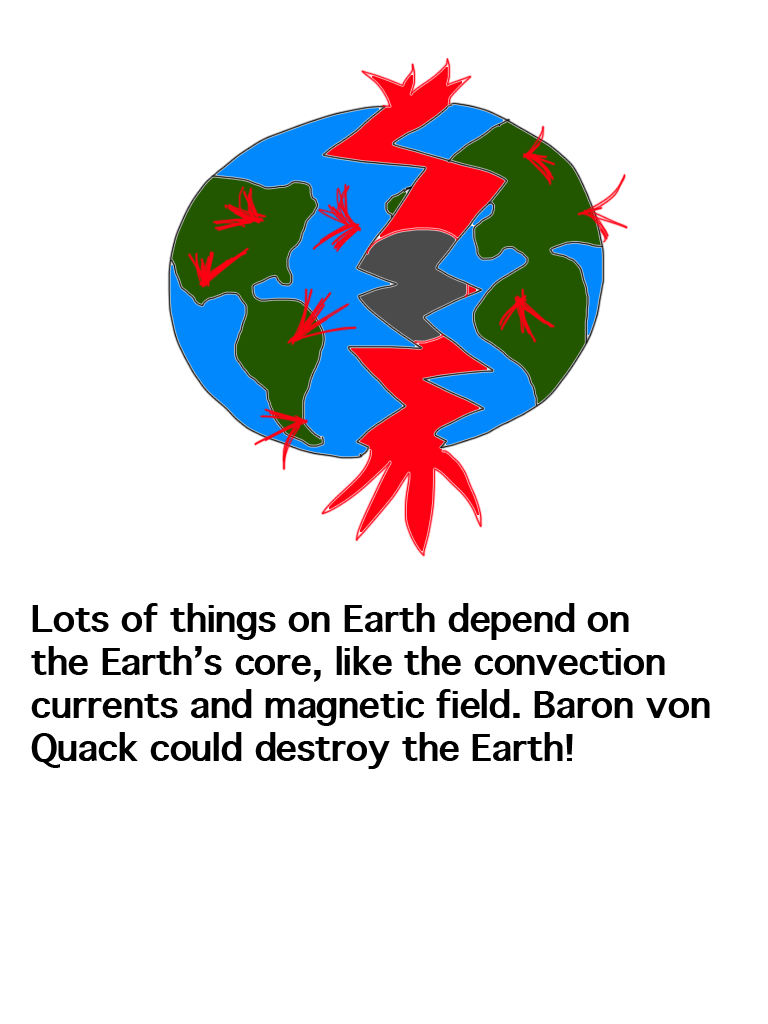 Lots of things on Earth depend on
the Earth’s core, like the convection
currents and magnetic field. Baron von
Quack could destroy the Earth!